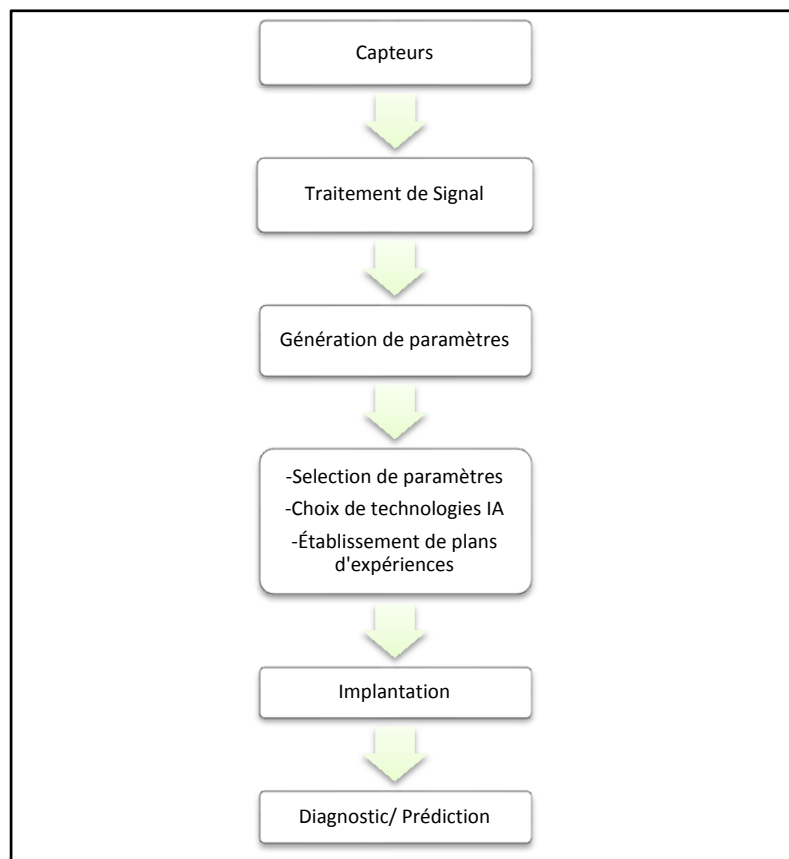 Capteurs
Traitement de Signal
Génération de paramètres
-Selection de paramètres
-Choix de technologies IA
-Établissement de plans
d'expériences
Implantation
Diagnostic/ Prédiction